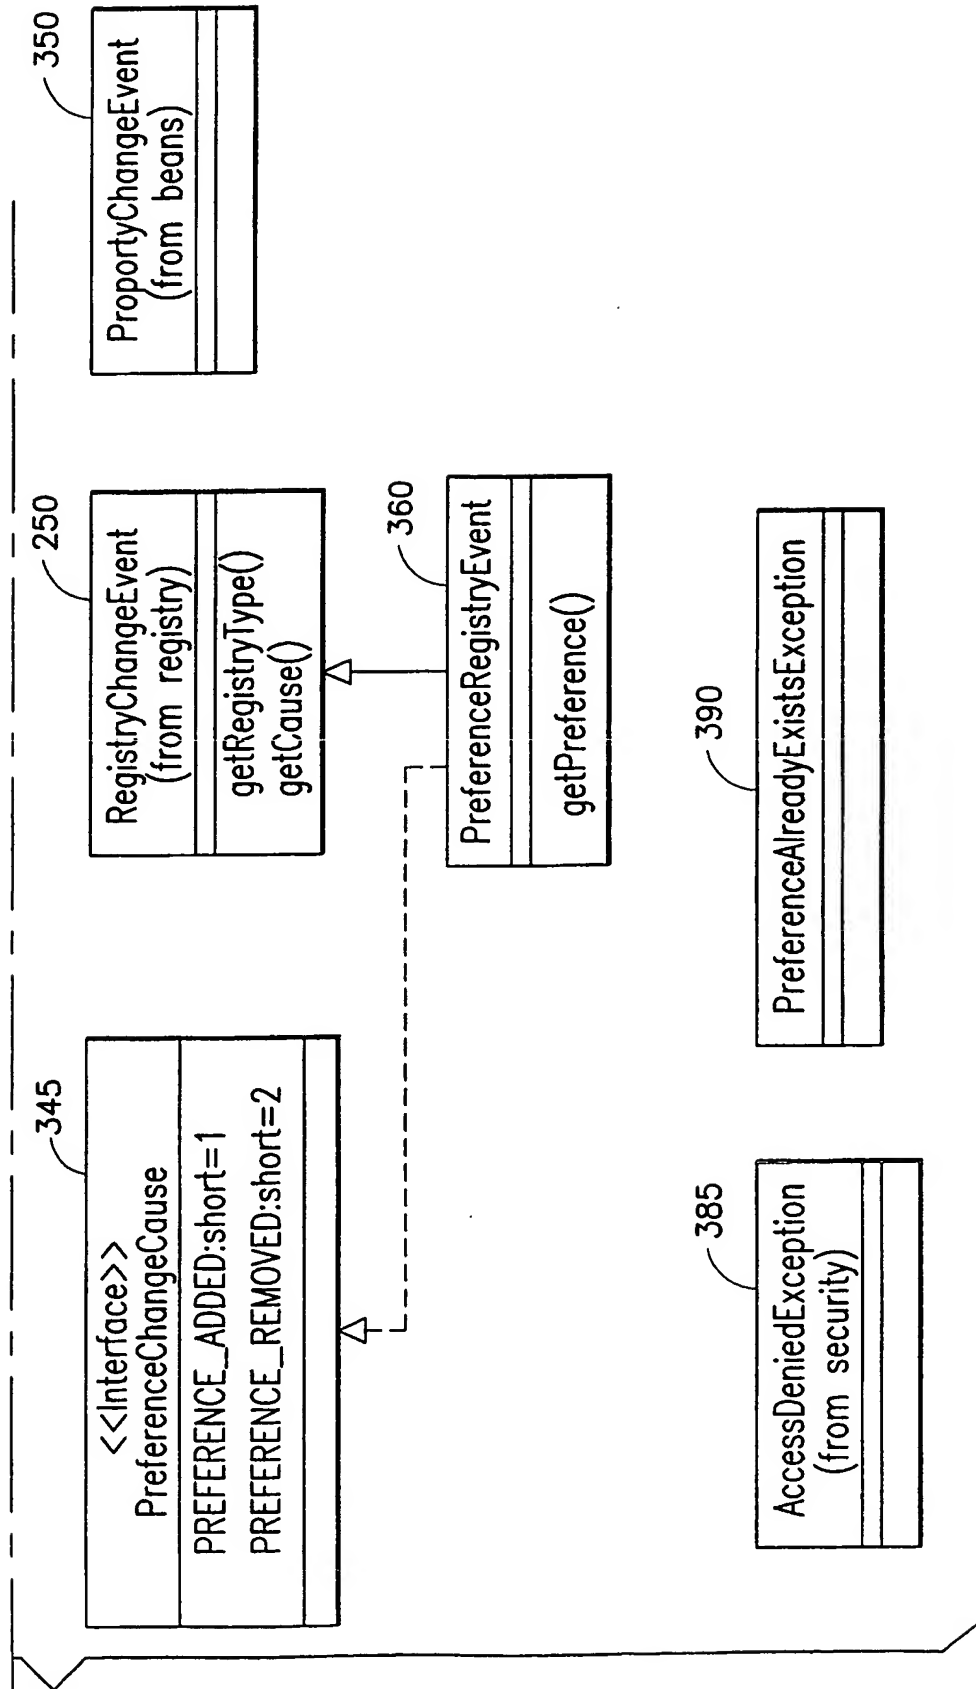 345
<<Interface>>
PreferenceChangeCause
PREFERENCE_ADDED:short=1
PREFERENCE_REMOVED:short=2
250
RegistryChangeEvent
(from registry)
getRegistryType()
getCause()
350
ProportyChangeEvent
(from beans)
360
PreferenceRegistryEvent
getPreference()
385
AccessDeniedException
(from security)
390
PreferenceAlreadyExistsException